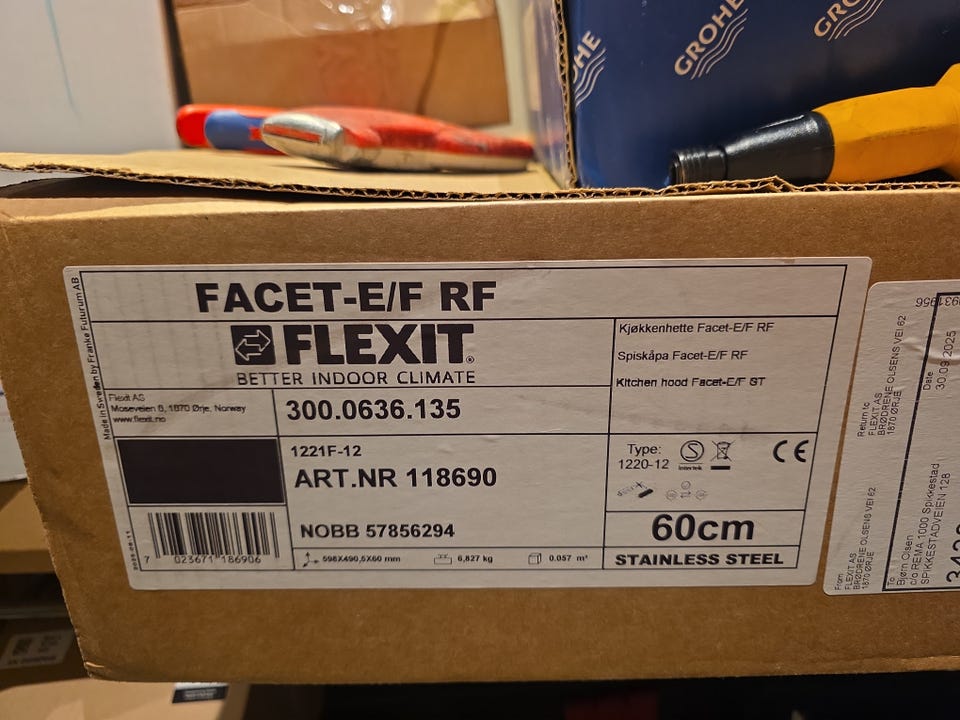 GROHE
GROHE
FACET-E/F RF
FLEXIT®
BETTER INDOOR CLIMATE
Kjøkkenhette Facet-E/F RF
Spiskåpa Facet-E/F RF
Kitchen hood Facet-E/F ST
Made in Sweden by Franke Futurum AB
Flexit AS
Moseveien 8, 1870 Ørje, Norway
www.flexit.no
300.0636.135
1221F-12
ART.NR 118690
NOBB 57856294
Type:
1220-12
Intertek
CE
60cm
STAINLESS STEEL
7 023671 186906
598X490,5X60 mm
6,827 kg
0.057 m³
Return to
FLEXIT AS
BRØDRENE OLSENS VEI 62
1870 ØRJE
Date
30.09.2025
From
FLEXIT AS
BRØDRENE OLSENS VEI 62
1870 ØRJE
To
Bjørn Olsen
c/o REMA 1000 Spikkestad
SPIKKESTADVEIEN 128